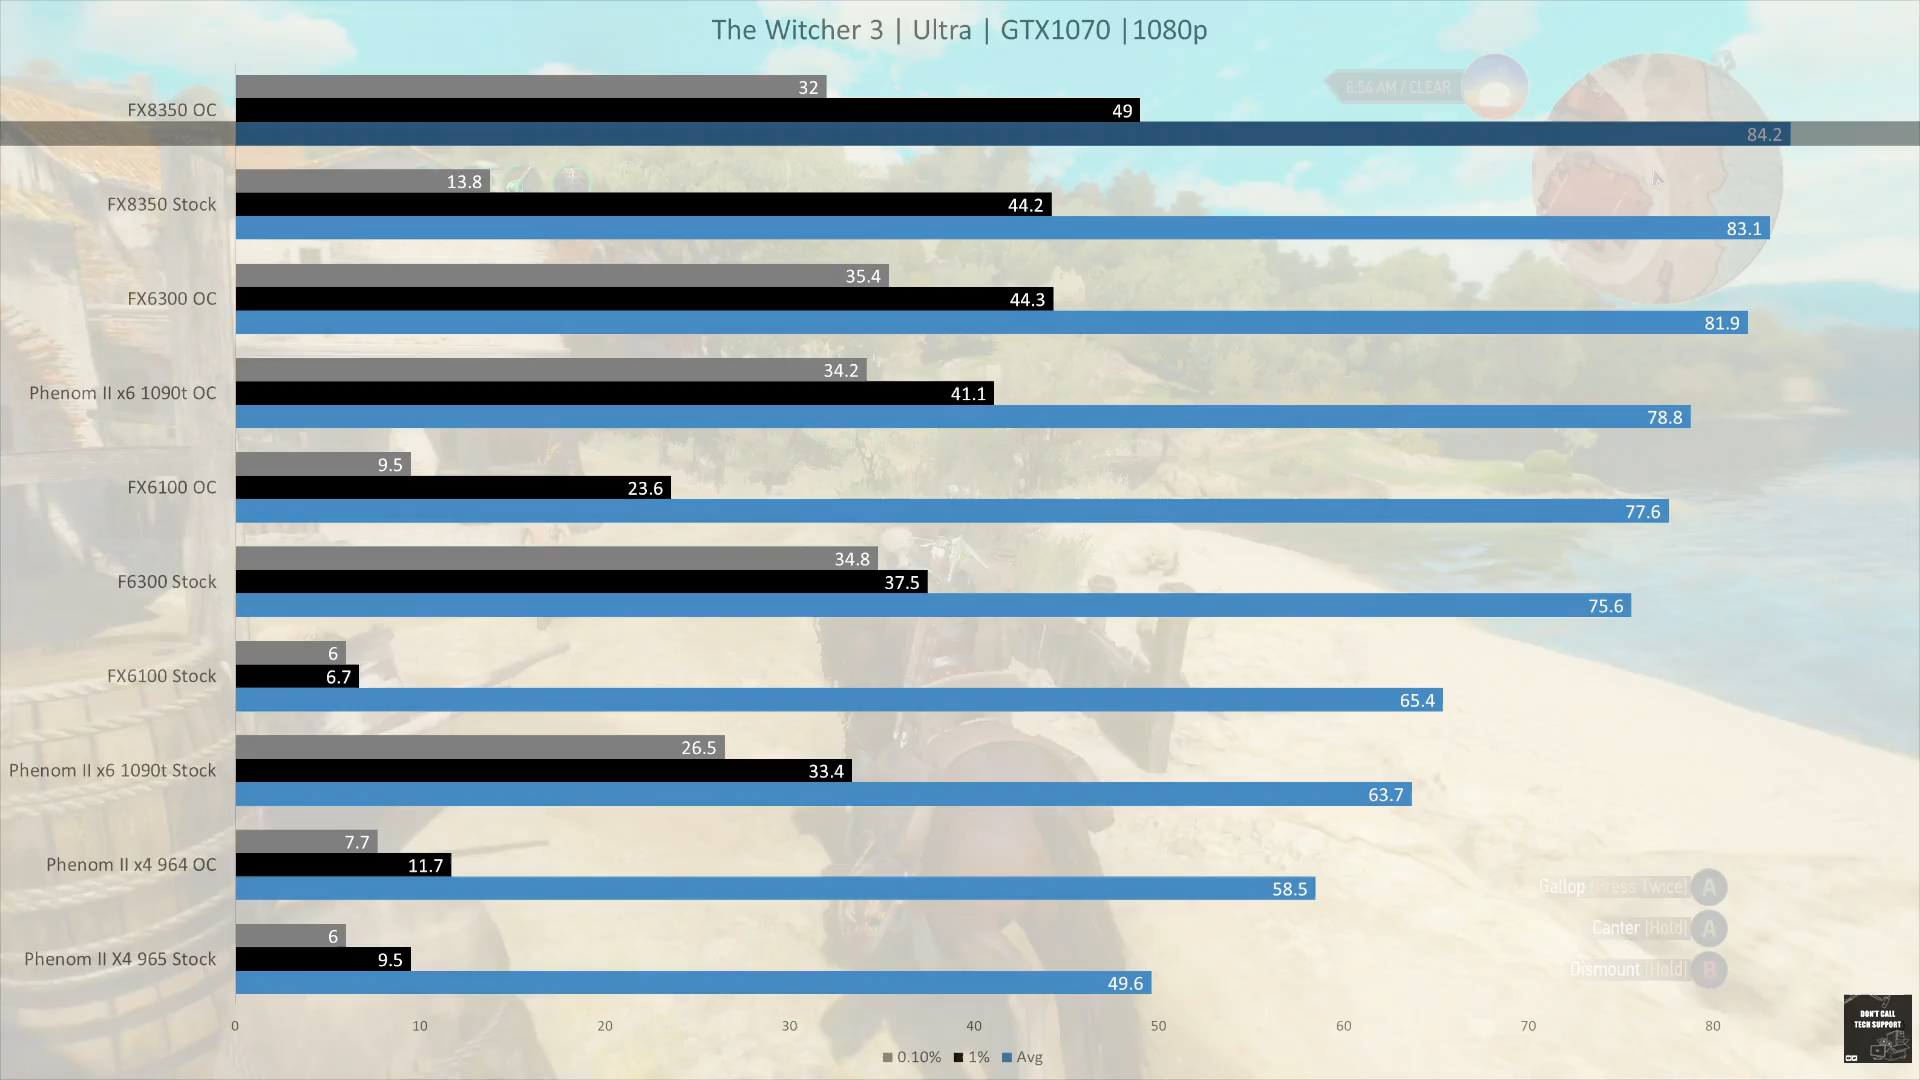 The Witcher 3 | Ultra | GTX1070 |1080p
8:54 AM / CLEAR
FX8350 OC
32
49
84.2
FX8350 Stock
13.8
44.2
83.1
FX6300 OC
35.4
44.3
81.9
Phenom II x6 1090t OC
34.2
41.1
78.8
FX6100 OC
9.5
23.6
77.6
F6300 Stock
34.8
37.5
75.6
FX6100 Stock
6
6.7
65.4
Phenom II x6 1090t Stock
26.5
33.4
63.7
Phenom II x4 964 OC
7.7
11.7
58.5
Gallop [Press Twice] A
Canter [Hold] A
Dismount [Hold] B
Phenom II X4 965 Stock
6
9.5
49.6
0 10 20 30 40 50 60 70 80
0.10% 1% Avg
DON'T CALL
TECH SUPPORT